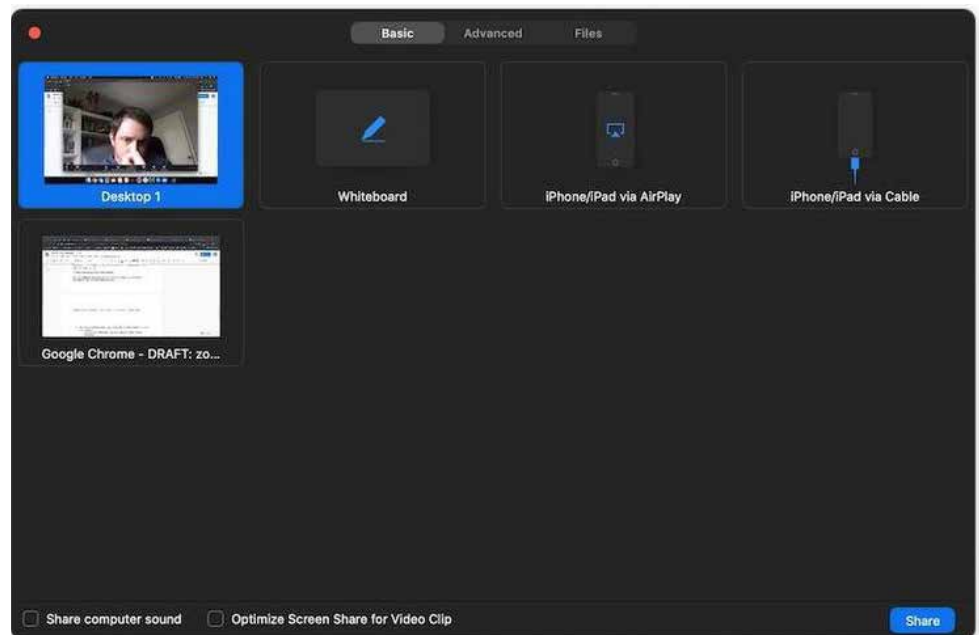 Basic Advanced Files
Desktop 1 Whiteboard iPhone/iPad via AirPlay iPhone/iPad via Cable
Google Chrome - DRAFT: zo...
Share computer sound Optimize Screen Share for Video Clip Share